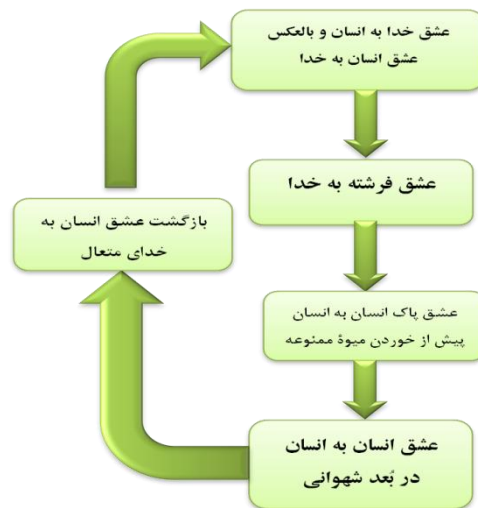 عشق خدا به انسان و بالعکس
عشق انسان به خدا
عشق فرشته به خدا
عشق پاک انسان به انسان
پیش از خوردن میوۀ ممنوعه
عشق انسان به انسان
در بُعد شهوانی
بازگشت عشق انسان به
خدای متعال